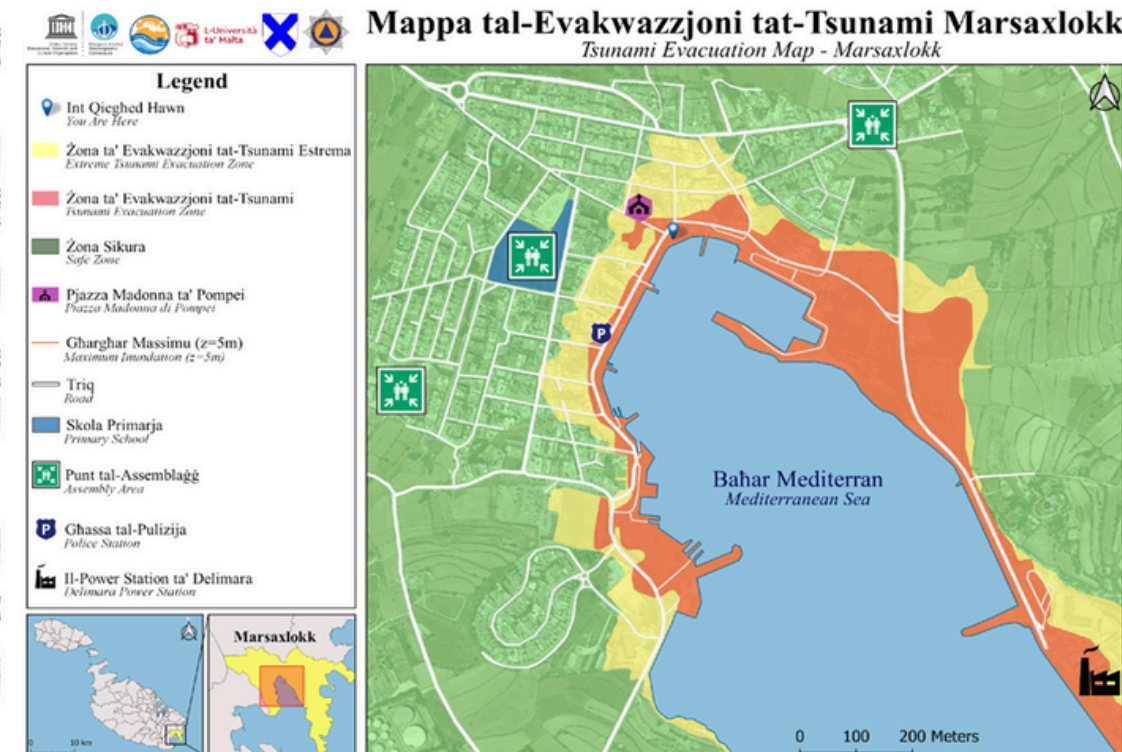 L-Università
ta' Malta
Mappa tal-Evakwazzjoni tat-Tsunami Marsaxlokk
Tsunami Evacuation Map - Marsaxlokk
Legend
Int Qiegħed Hawn
You Are Here
Żona ta' Evakwazzjoni tat-Tsunami Estrema
Extreme Tsunami Evacuation Zone
Żona ta' Evakwazzjoni tat-Tsunami
Tsunami Evacuation Zone
Żona Sikura
Safe Zone
Pjazza Madonna ta' Pompei
Piazza Madonna di Pompei
Għargħar Massimu (z=5m)
Maximum Inundation (z=5m)
Triq
Road
Skola Primarja
Primary School
Punt tal-Assemblaġġ
Assembly Area
P
Għassa tal-Pulizija
Police Station
Il-Power Station ta' Delimara
Delimara Power Station
P
Baħar Mediterran
Mediterranean Sea
Marsaxlokk
0 10 km
0 100 200 Meters